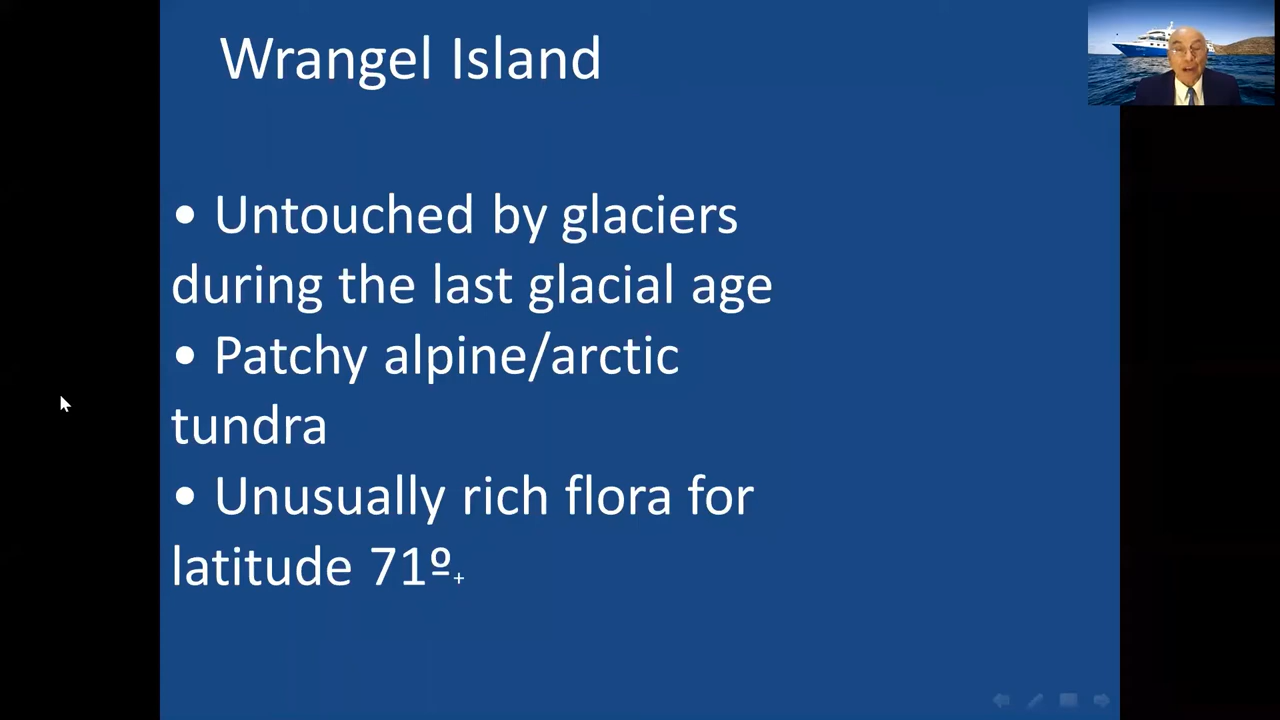 Wrangel Island
• Untouched by glaciers
during the last glacial age
• Patchy alpine/arctic
tundra
• Unusually rich flora for
latitude 71º+